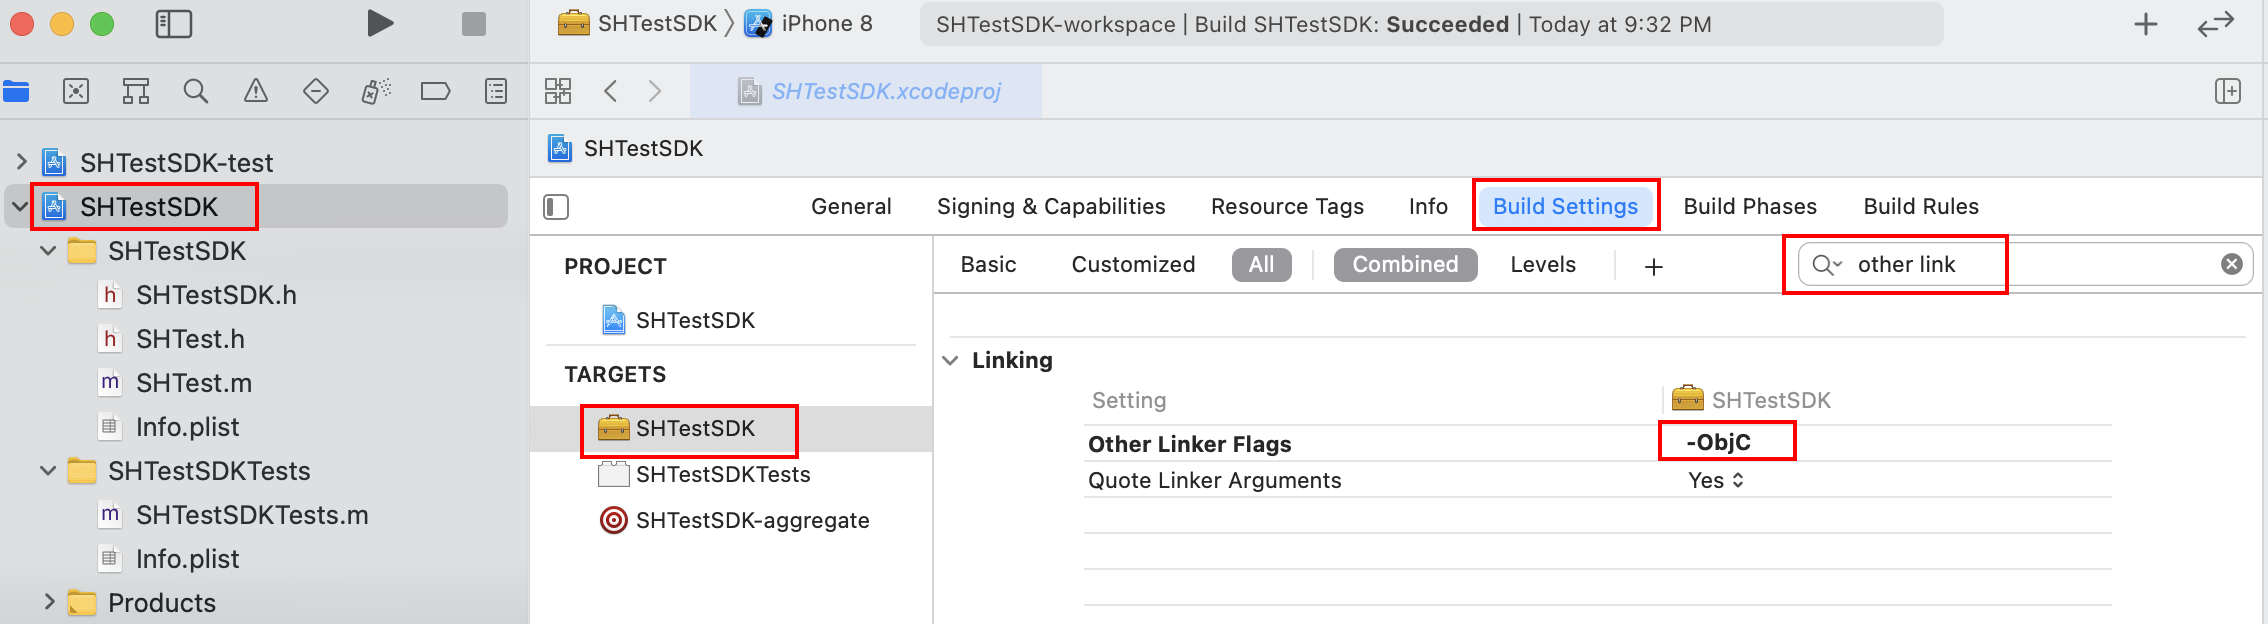 SHTestSDK 〉 iPhone 8
SHTestSDK-workspace | Build SHTestSDK: Succeeded | Today at 9:32 PM
SHTestSDK.xcodeproj
SHTestSDK-test
SHTestSDK
SHTestSDK
h SHTestSDK.h
h SHTest.h
m SHTest.m
Info.plist
SHTestSDKTests
m SHTestSDKTests.m
Info.plist
Products
SHTestSDK
General Signing & Capabilities Resource Tags Info Build Settings Build Phases Build Rules
PROJECT
SHTestSDK
TARGETS
SHTestSDK
SHTestSDKTests
SHTestSDK-aggregate
Basic Customized All Combined Levels + other link
Linking
Setting SHTestSDK
Other Linker Flags -ObjC
Quote Linker Arguments Yes